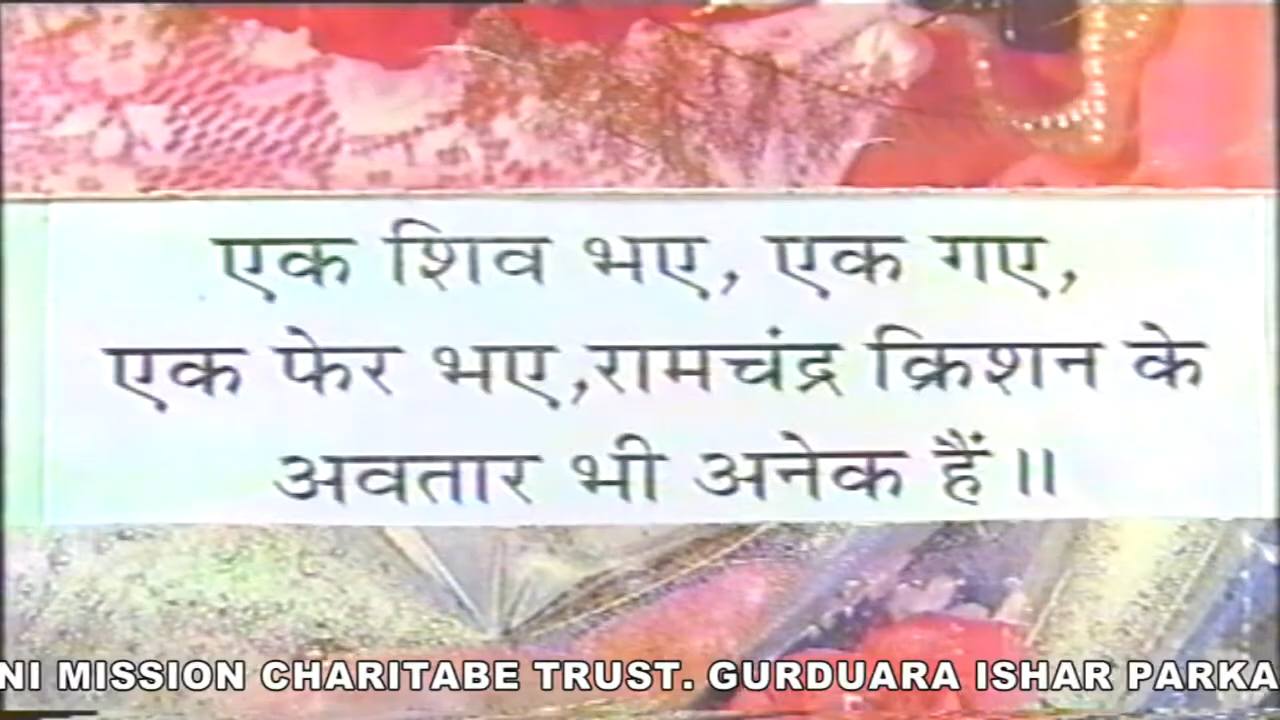 एक शिव भए, एक गए,
एक फेर भए,रामचंद्र क्रिशन के
अवतार भी अनेक हैं॥
NI MISSION CHARITABE TRUST. GURDUARA ISHAR PARKA